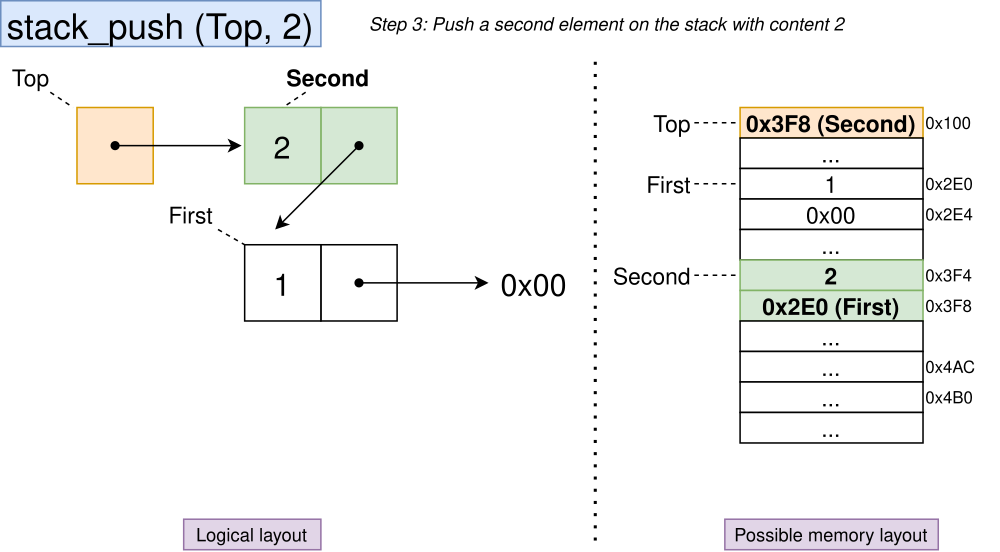 stack_push (Top, 2)
Step 3: Push a second element on the stack with content 2
Top
Second
2
First
1
0x00
Logical layout
Top
0x3F8 (Second)
0x100
...
First
1
0x2E0
0x00
0x2E4
...
Second
2
0x3F4
0x2E0 (First)
0x3F8
...
...
0x4AC
...
0x4B0
...
Possible memory layout